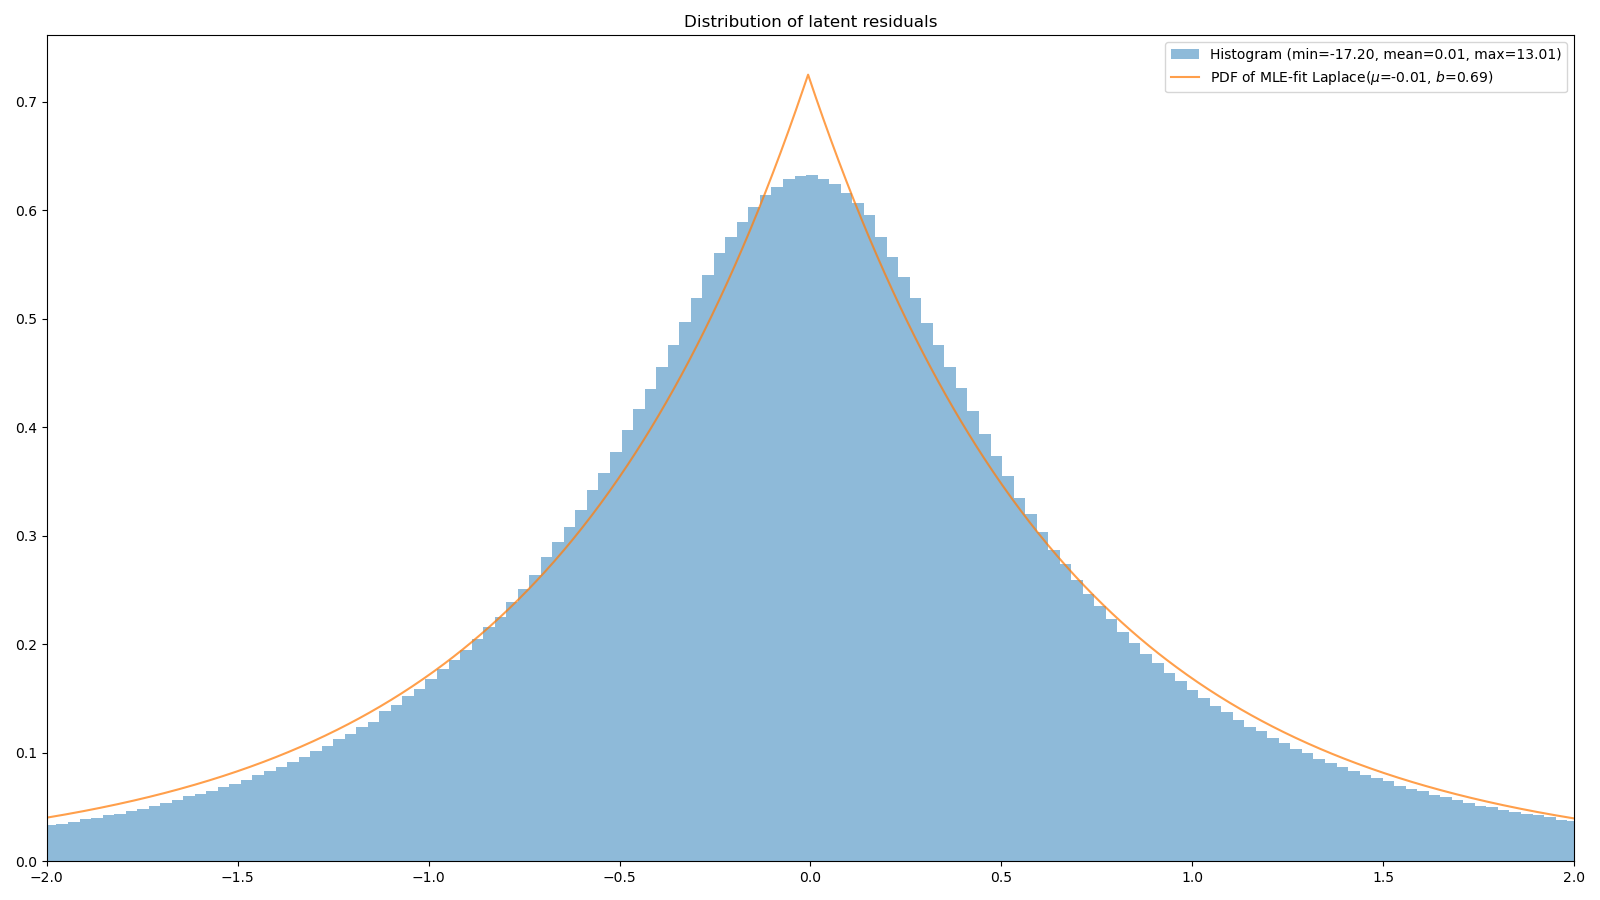 Distribution of latent residuals
Histogram (min=-17.20, mean=0.01, max=13.01)
PDF of MLE-fit Laplace(μ=-0.01, b=0.69)
0.7
0.6
0.5
0.4
0.3
0.2
0.1
0.0
−2.0 −1.5 −1.0 −0.5 0.0 0.5 1.0 1.5 2.0